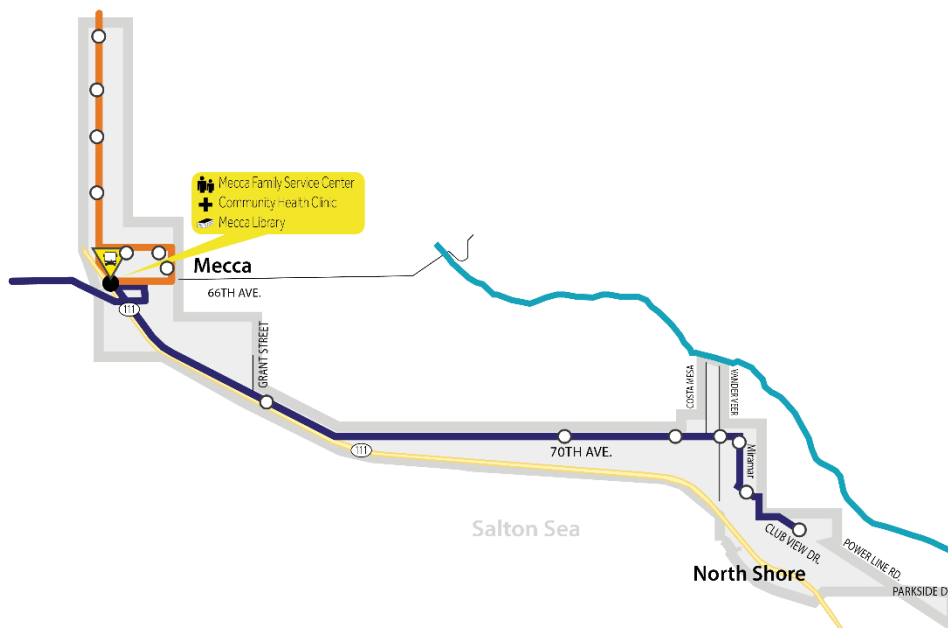 Mecca Family Service Center
Community Health Clinic
Mecca Library
Mecca
66TH AVE.
111
GRANT STREET
COSTA MESA
VANDER VEER
111
70TH AVE.
Miramar
Salton Sea
CLUB VIEW DR.
POWER LINE RD.
North Shore
PARKSIDE D